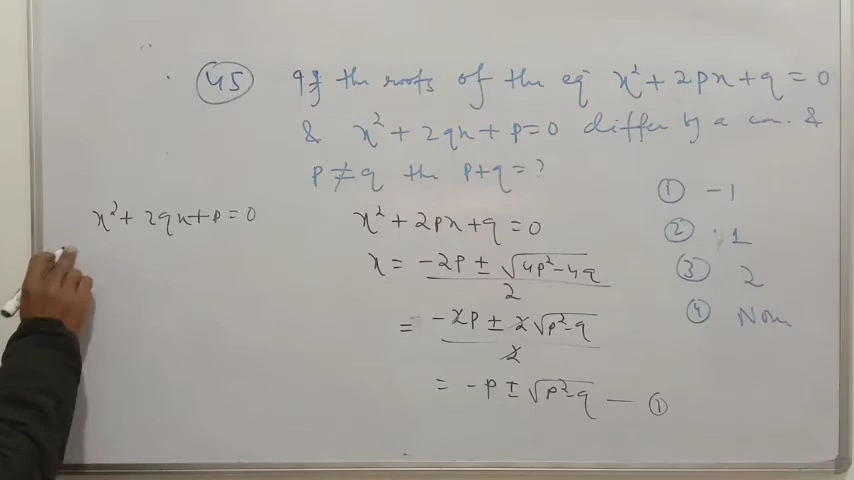 45 If the roots of the eqn x² + 2px + q = 0
& x² + 2qx + p = 0 differ by a con. &
p ≠ q the p + q = ?
① -1
② 1
③ 2
④ Non
x² + 2qx + p = 0
x² + 2px + q = 0
x = (-2p ± √(4p² - 4q)) / 2
= (-2p ± 2√(p² - q)) / 2
= -p ± √(p² - q) — ①